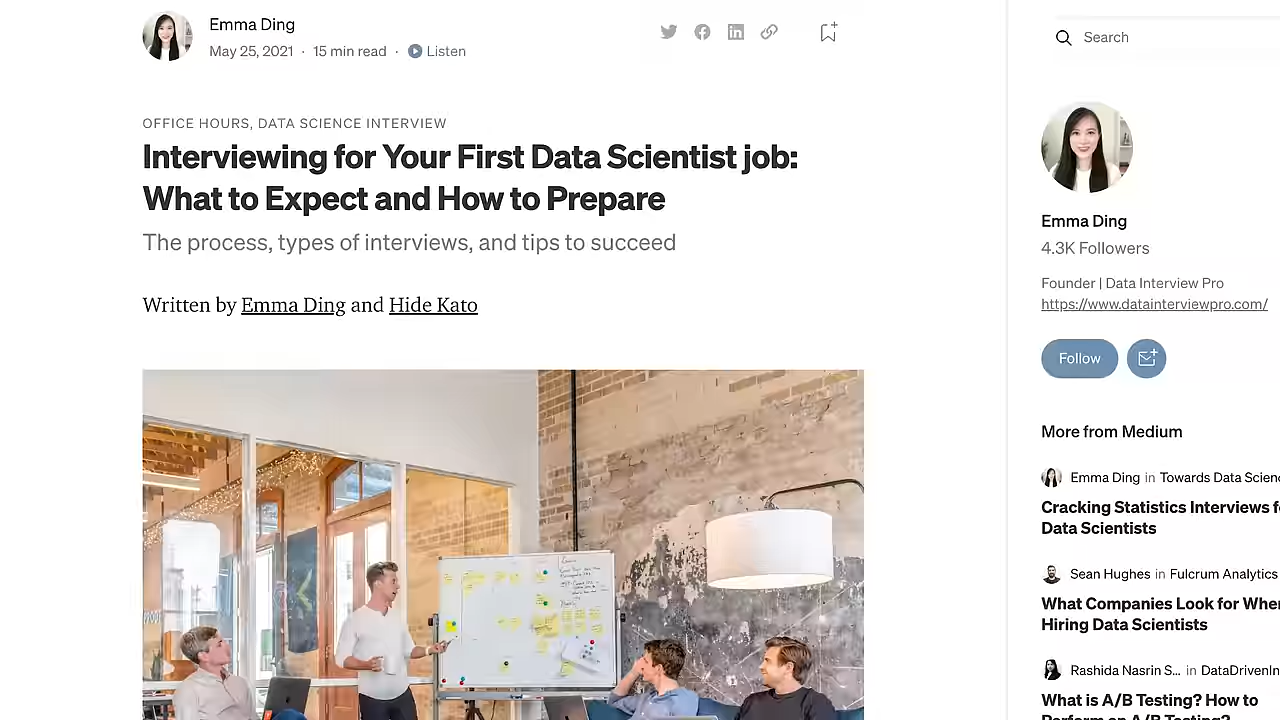 Emma Ding
May 25, 2021 · 15 min read · Listen
OFFICE HOURS, DATA SCIENCE INTERVIEW
Interviewing for Your First Data Scientist job:
What to Expect and How to Prepare
The process, types of interviews, and tips to succeed
Written by Emma Ding and Hide Kato
Search
Emma Ding
4.3K Followers
Founder | Data Interview Pro
https://www.datainterviewpro.com/
Follow
More from Medium
Emma Ding in Towards Data Scienc
Cracking Statistics Interviews f
Data Scientists
Sean Hughes in Fulcrum Analytics
What Companies Look for Whe
Hiring Data Scientists
Rashida Nasrin S... in DataDrivenIn
What is A/B Testing? How to
Perform an A/B Testing?